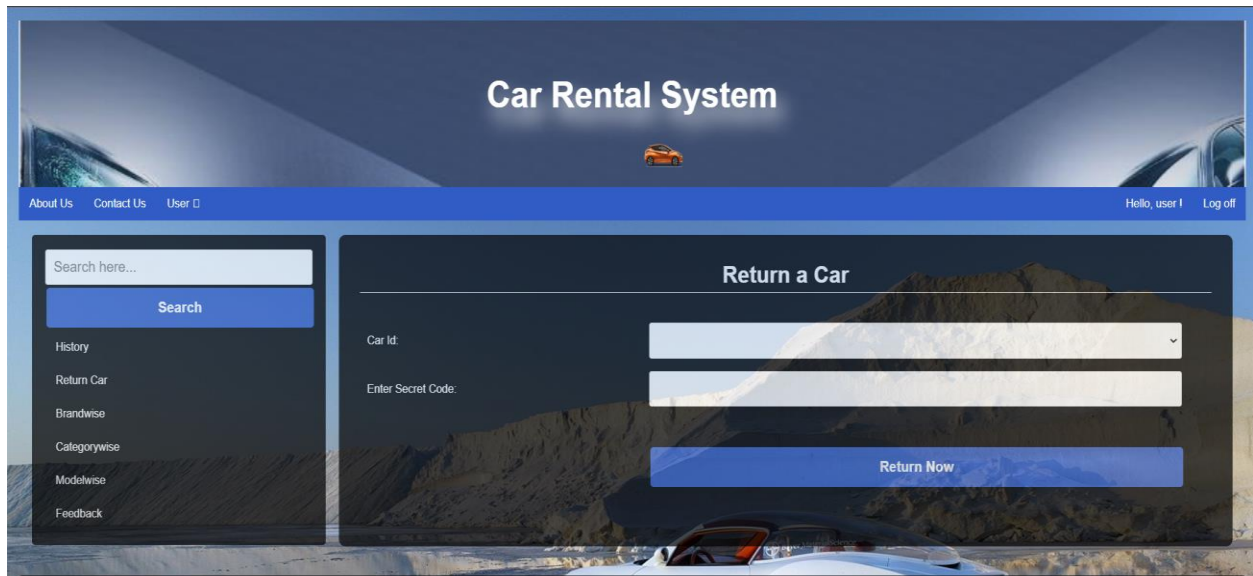 Car Rental System
About Us Contact Us User Hello, user ! Log off
Search here...
Search
History
Return Car
Brandwise
Categorywise
Modelwise
Feedback
Return a Car
Car Id:
Enter Secret Code:
Return Now